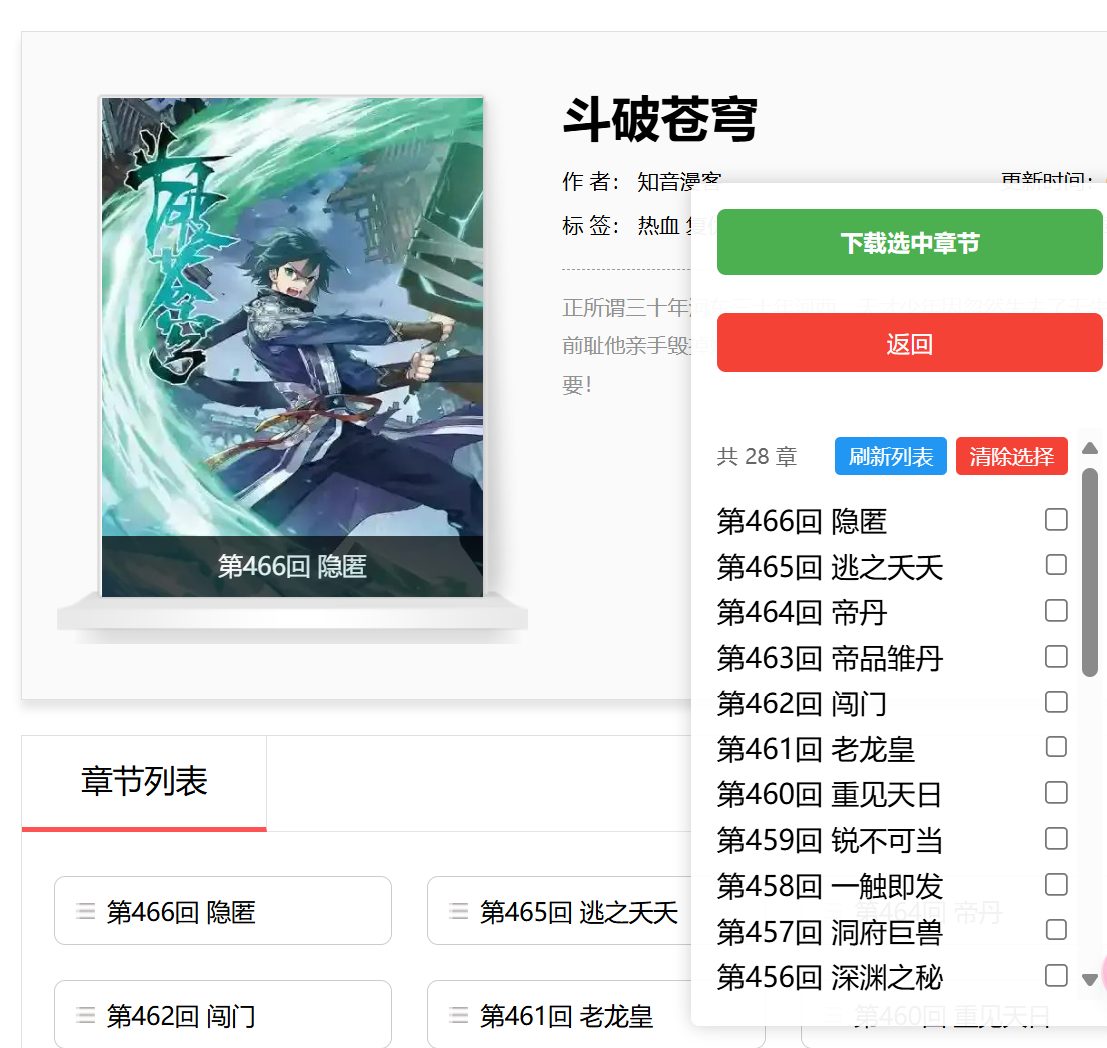 斗破苍穹
斗破苍穹
作 者： 知音漫客
更新时间：
标 签： 热血
正所谓三十年
前耻他亲手毁
要！
第466回 隐匿
下载选中章节
返回
共 28 章
刷新列表
清除选择
第466回 隐匿
第465回 逃之夭夭
第464回 帝丹
第463回 帝品雏丹
第462回 闯门
第461回 老龙皇
第460回 重见天日
第459回 锐不可当
第458回 一触即发
第457回 洞府巨兽
第456回 深渊之秘
章节列表
第466回 隐匿
第465回 逃之夭夭
第464回 帝丹
第462回 闯门
第461回 老龙皇
第460回 重见天日